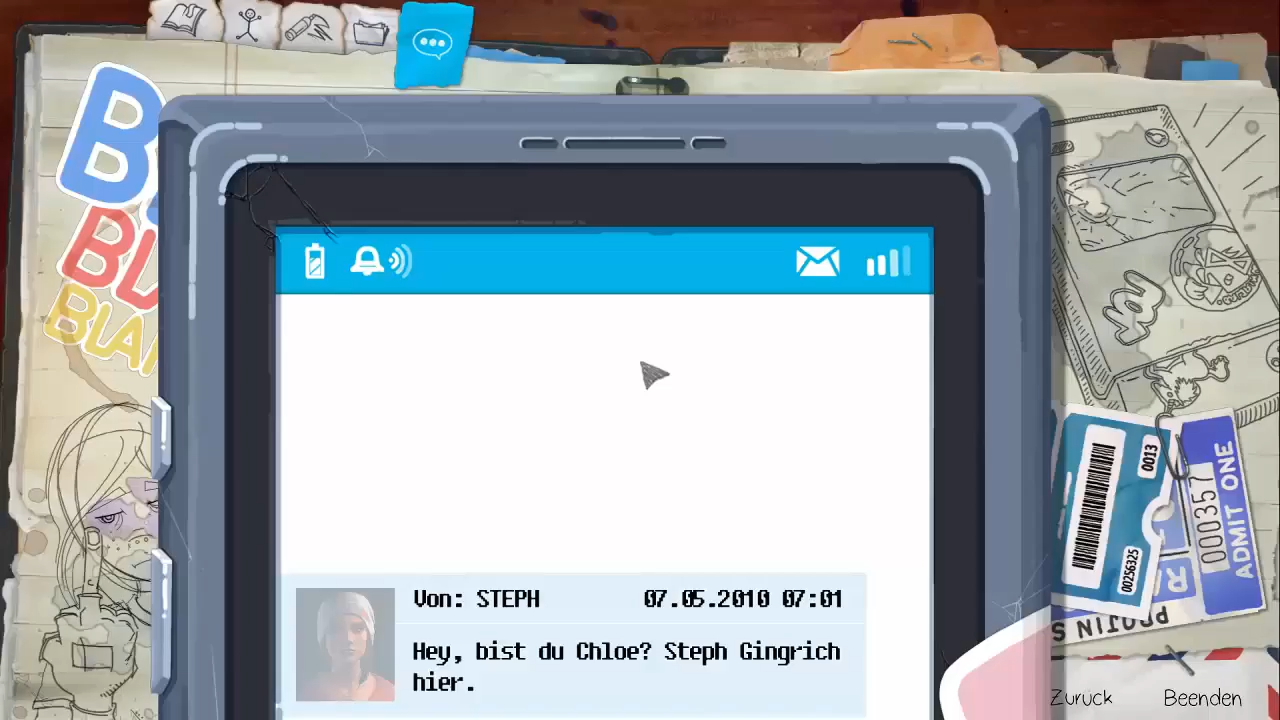 Von: STEPH 07.05.2010 07:01
Hey, bist du Chloe? Steph Gingrich
hier.
0013
00256325
000357
ADMIT ONE
Zurück Beenden